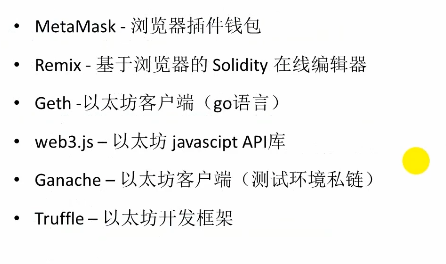 • MetaMask - 浏览器插件钱包
• Remix - 基于浏览器的 Solidity 在线编辑器
• Geth -以太坊客户端（go语言）
• web3.js – 以太坊 javascipt API库
• Ganache – 以太坊客户端（测试环境私链）
• Truffle – 以太坊开发框架